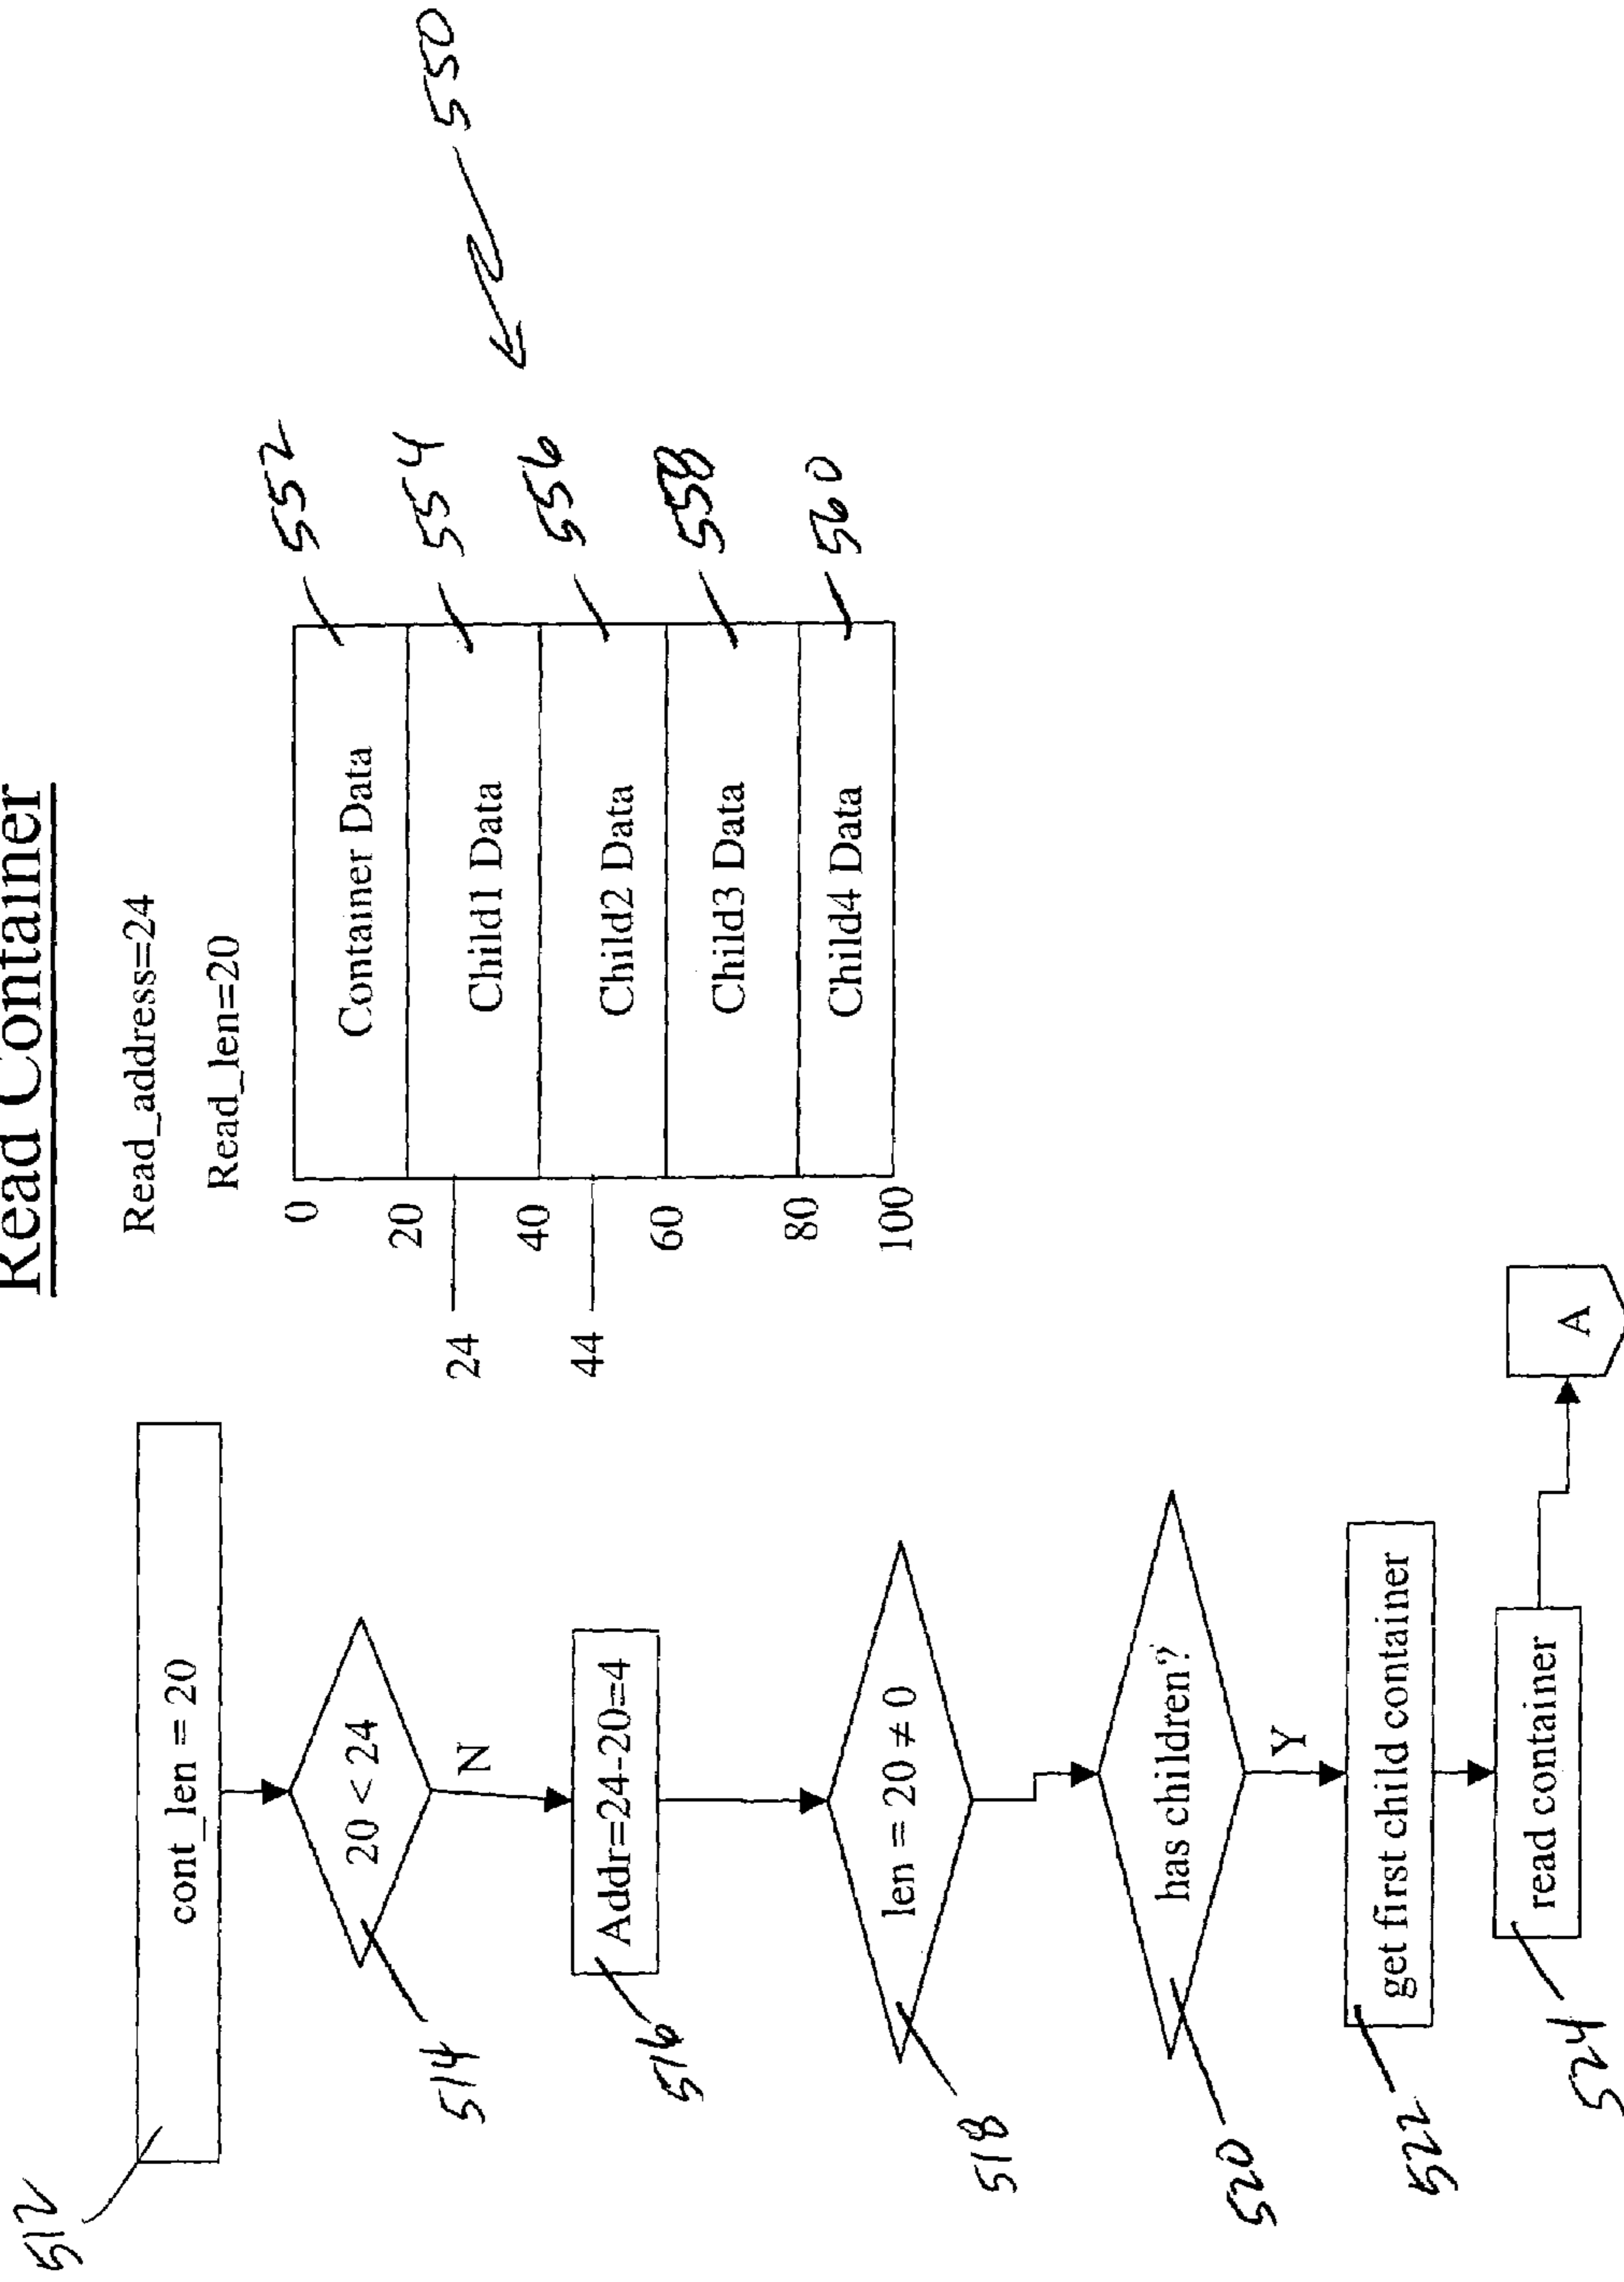 Read Container
Read_address=24
Read_len=20
512
cont_len = 20
514
20 < 24
N
516
Addr=24-20=4
518
len = 20 ≠ 0
520
has children?
Y
522
get first child container
524
read container
A
0
20
24
40
44
60
80
100
Container Data
Child1 Data
Child2 Data
Child3 Data
Child4 Data
552
554
556
558
560
550